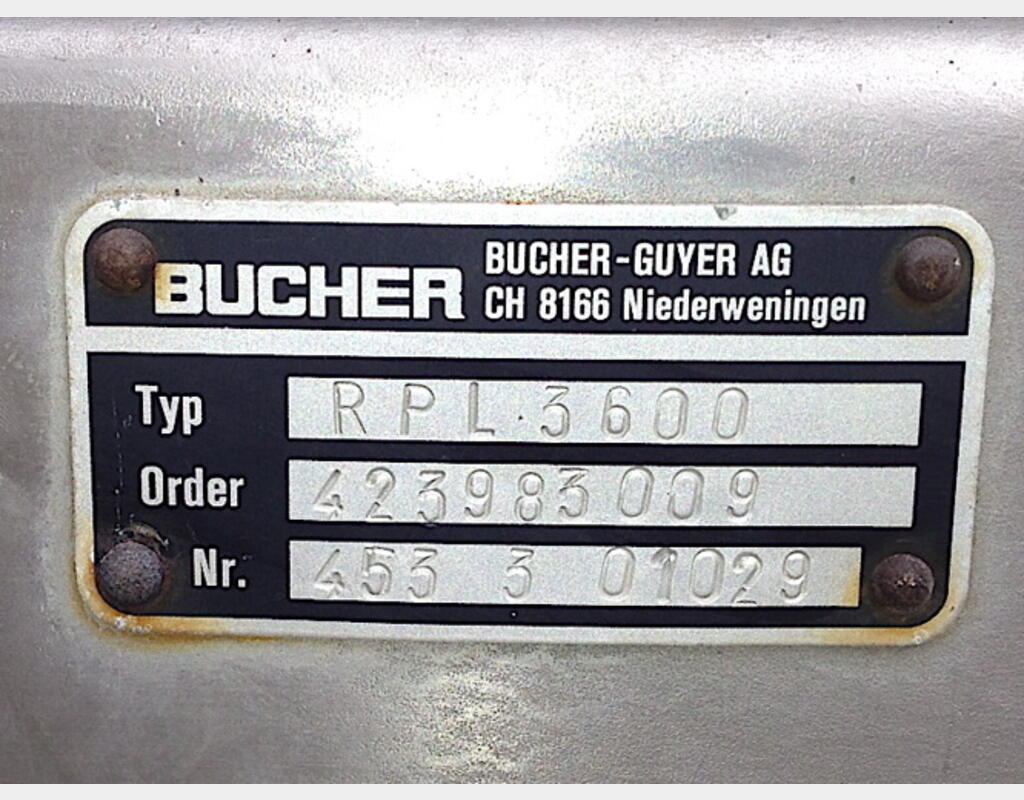 BUCHER
BUCHER-GUYER AG
CH 8166 Niederweningen
Typ RPL·3600
Order 423983009
Nr. 453 3 01029